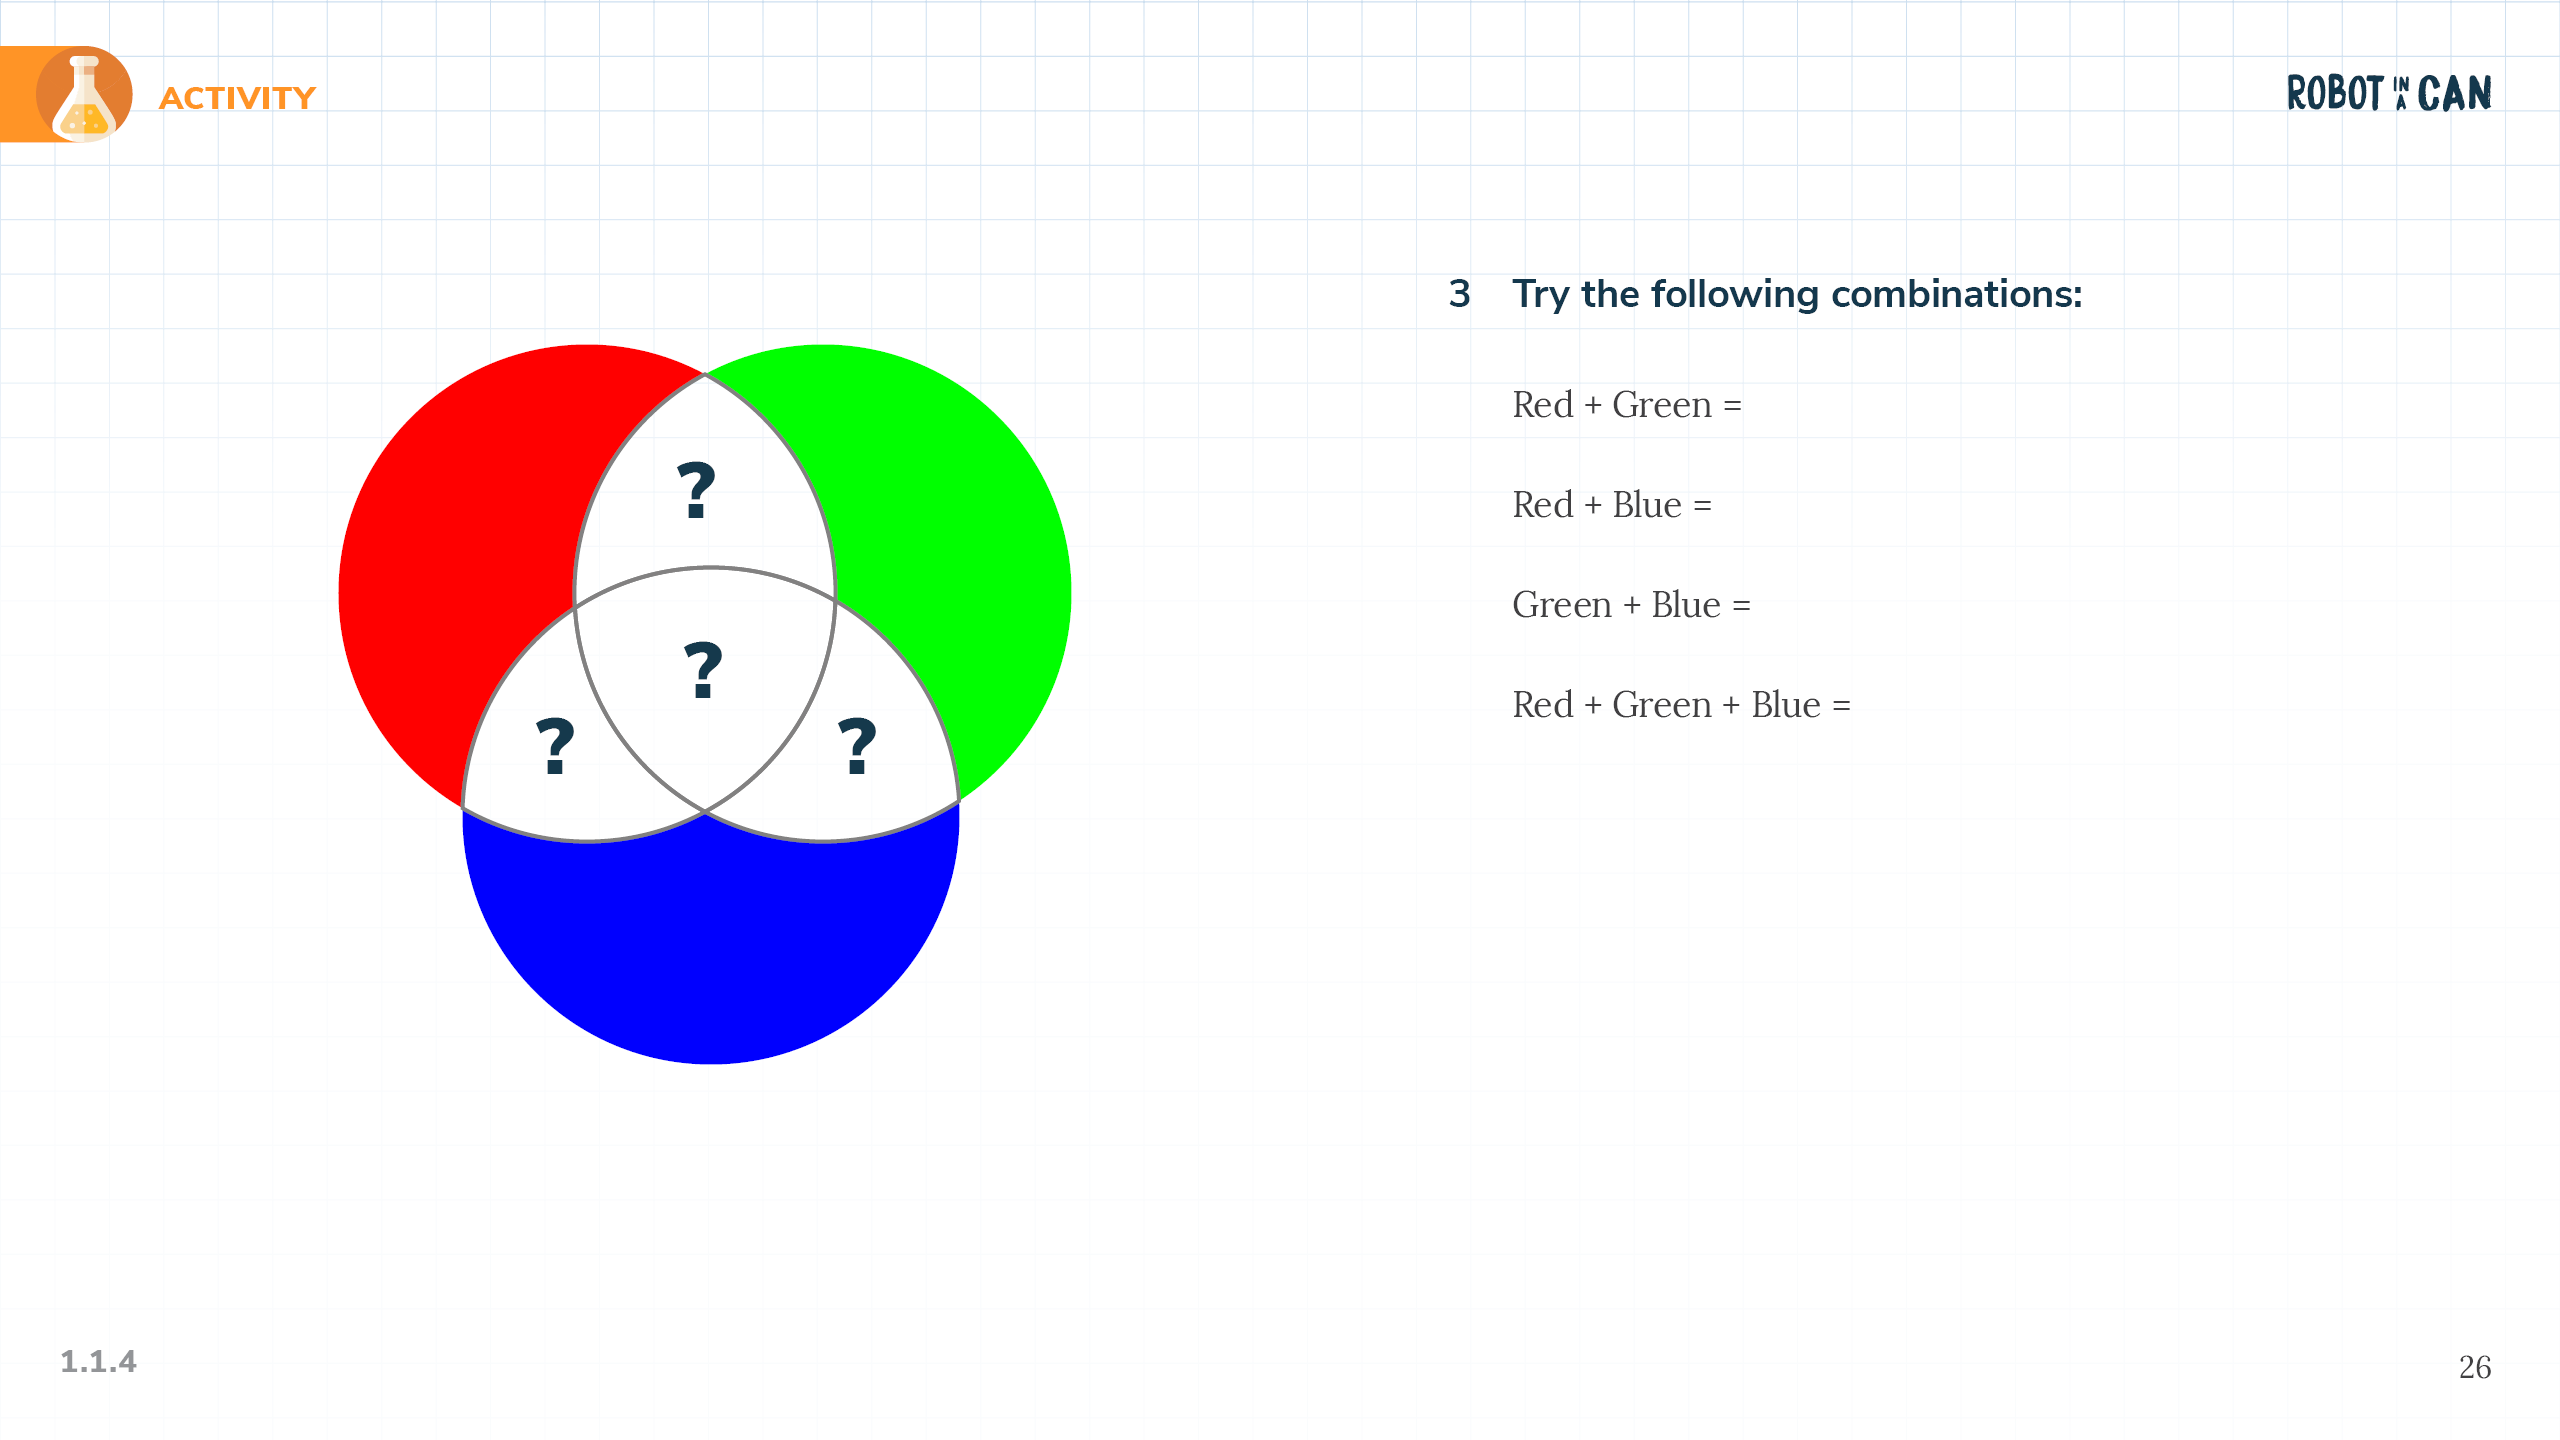 ACTIVITY
ROBOT IN A CAN
3 Try the following combinations:
Red + Green =
Red + Blue =
Green + Blue =
Red + Green + Blue =
?
?
?
?
1.1.4
26